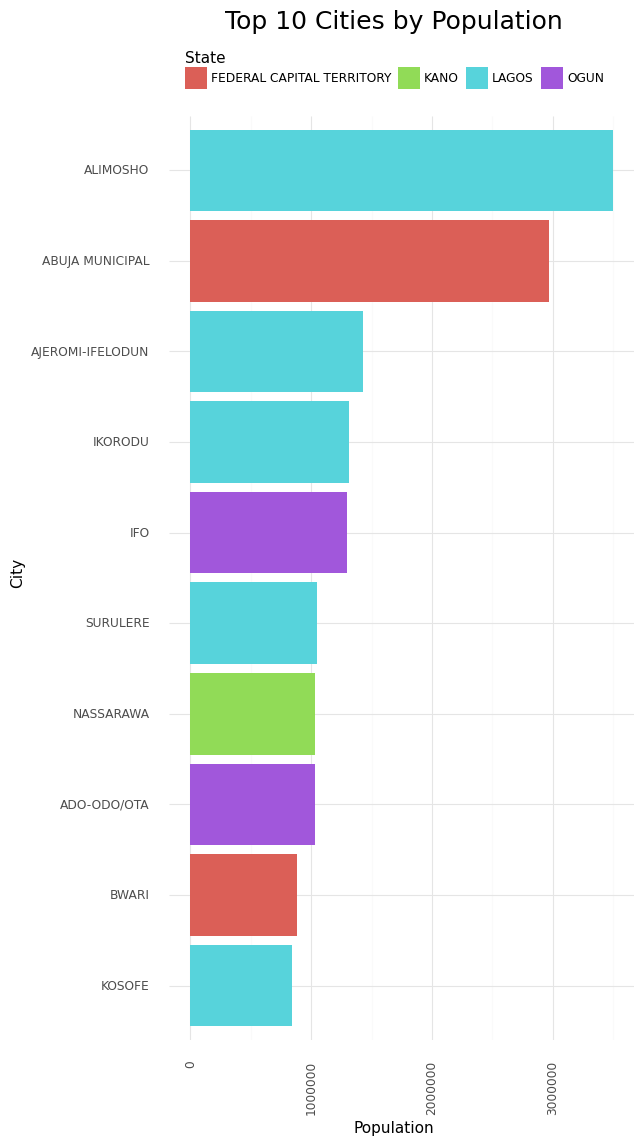 Top 10 Cities by Population
State
FEDERAL CAPITAL TERRITORY KANO LAGOS OGUN
ALIMOSHO
ABUJA MUNICIPAL
AJEROMI-IFELODUN
IKORODU
IFO
City
SURULERE
NASSARAWA
ADO-ODO/OTA
BWARI
KOSOFE
0 1000000 2000000 3000000
Population